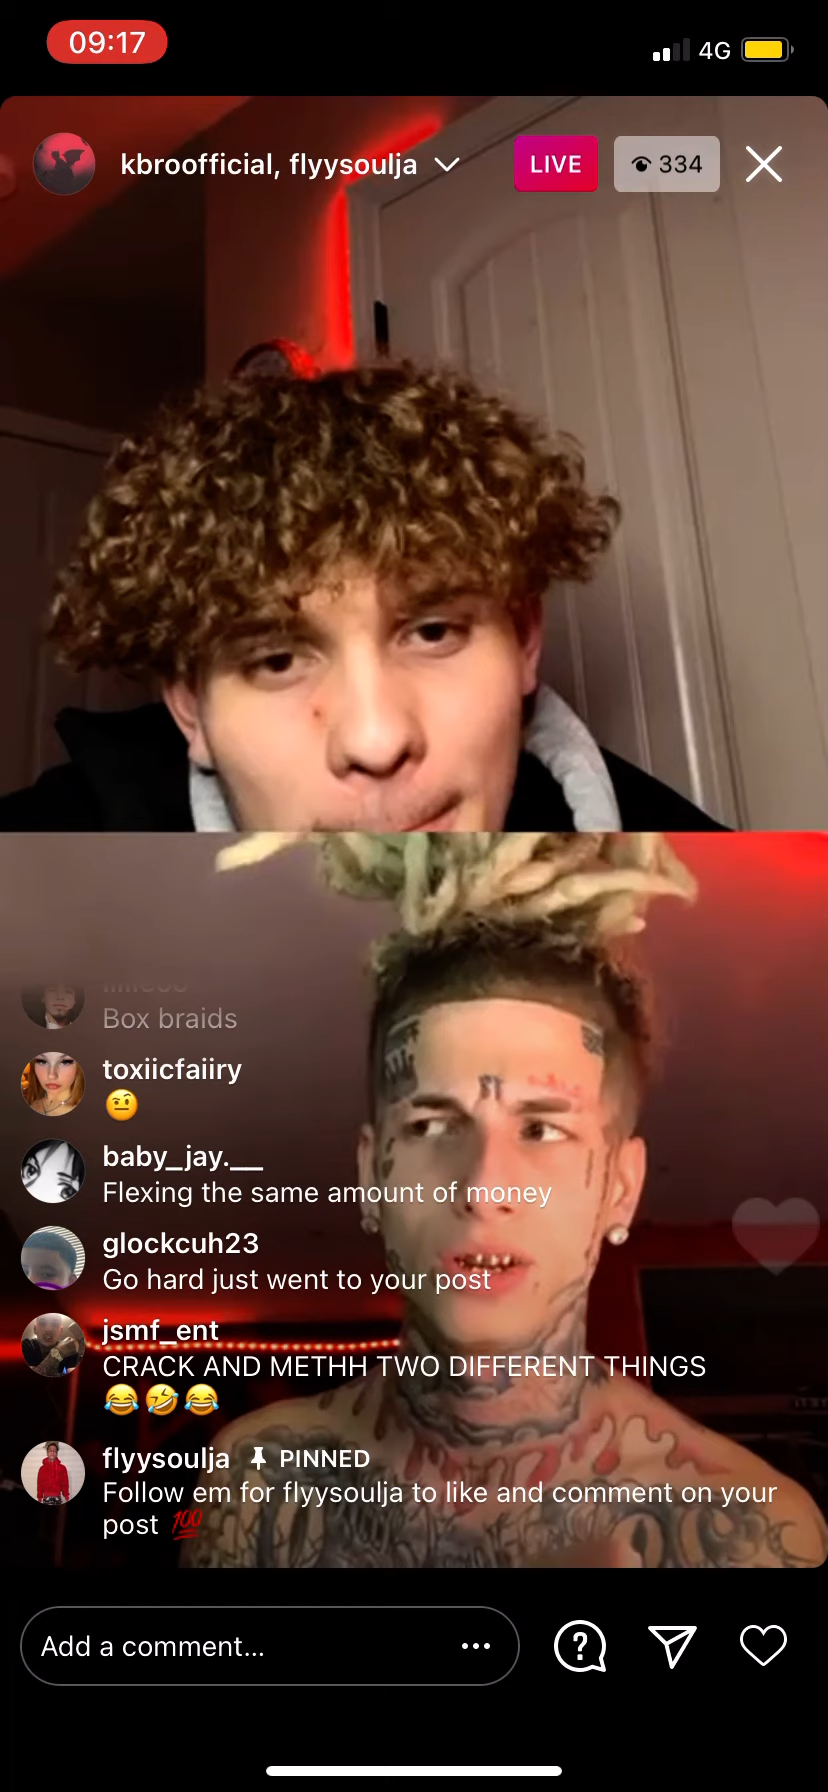 09:17
4G
kbroofficial, flyysoulja
LIVE
334
Box braids
toxiicfaiiry
🤨
baby_jay.__
Flexing the same amount of money
glockcuh23
Go hard just went to your post
jsmf_ent
CRACK AND METHH TWO DIFFERENT THINGS
😂🤣😂
flyysoulja PINNED
Follow em for flyysoulja to like and comment on your
post 💯
Add a comment...